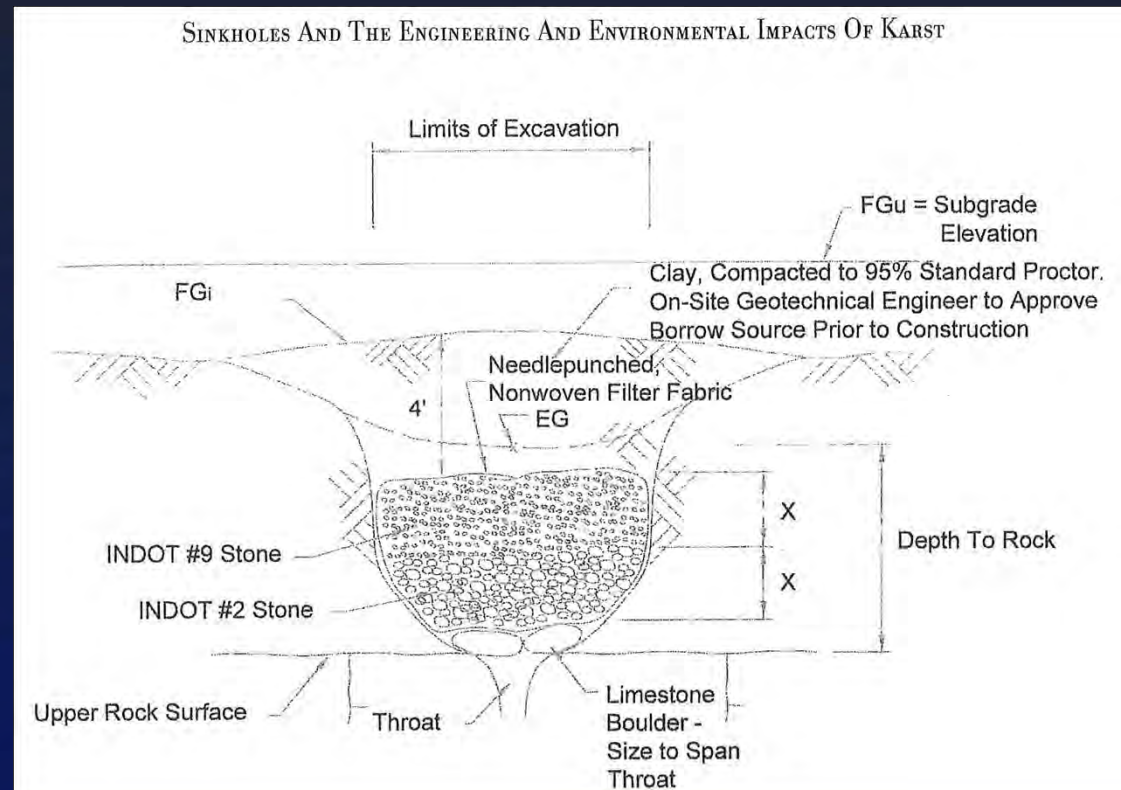 SINKHOLES AND THE ENGINEERING AND ENVIRONMENTAL IMPACTS OF KARST
Limits of Excavation
FGu = Subgrade
Elevation
FGi
Clay, Compacted to 95% Standard Proctor.
On-Site Geotechnical Engineer to Approve
Borrow Source Prior to Construction
Needlepunched,
Nonwoven Filter Fabric
4'
EG
X
INDOT #9 Stone
Depth To Rock
X
INDOT #2 Stone
Upper Rock Surface
Throat
Limestone
Boulder -
Size to Span
Throat